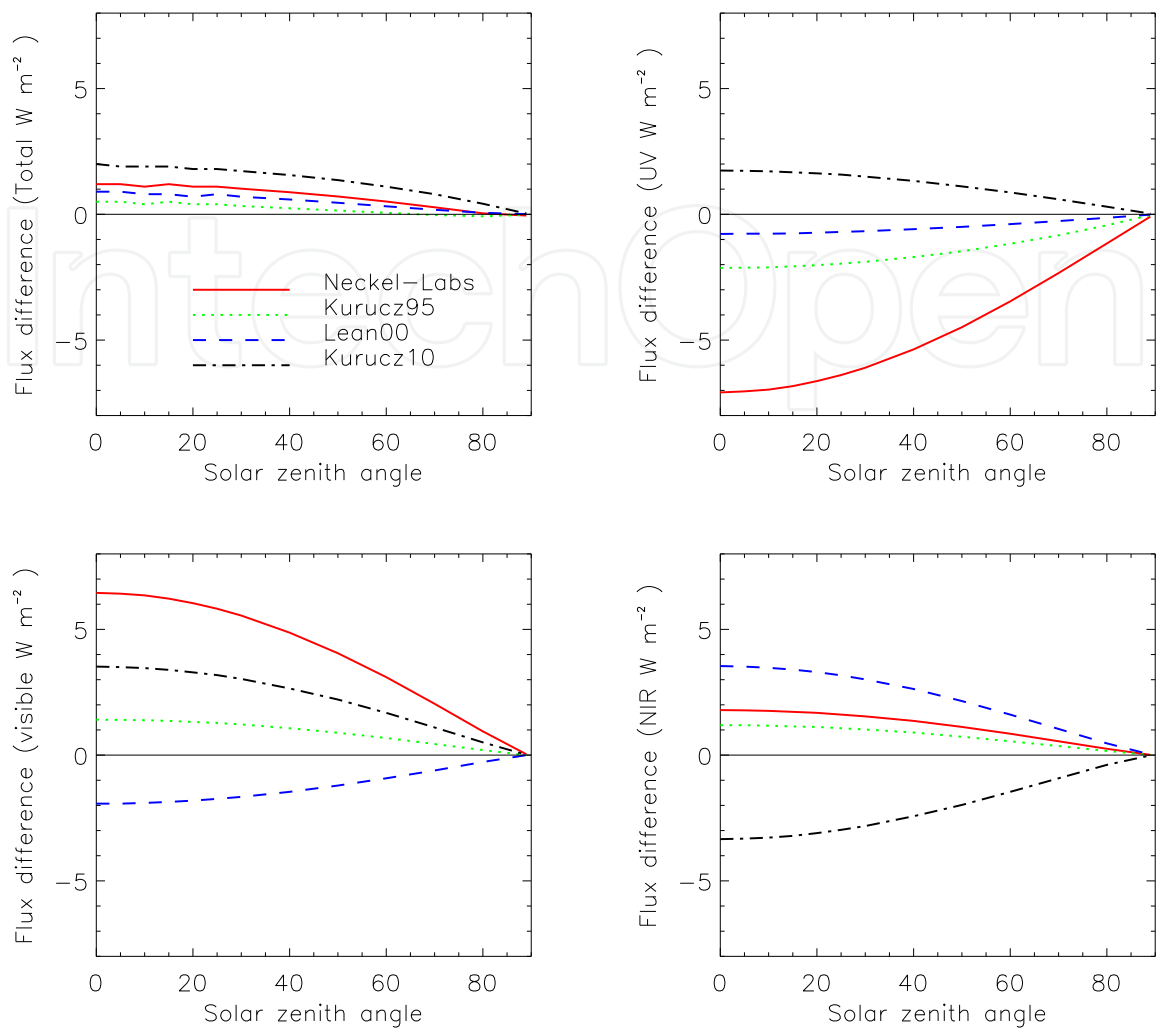 Flux difference (Total W m⁻² )
5
0
−5
Neckel−Labs
Kurucz95
Lean00
Kurucz10
0 20 40 60 80
Solar zenith angle
Flux difference (UV W m⁻² )
5
0
−5
0 20 40 60 80
Solar zenith angle
Flux difference (visible W m⁻² )
5
0
−5
0 20 40 60 80
Solar zenith angle
Flux difference (NIR W m⁻² )
5
0
−5
0 20 40 60 80
Solar zenith angle
IntechOpen